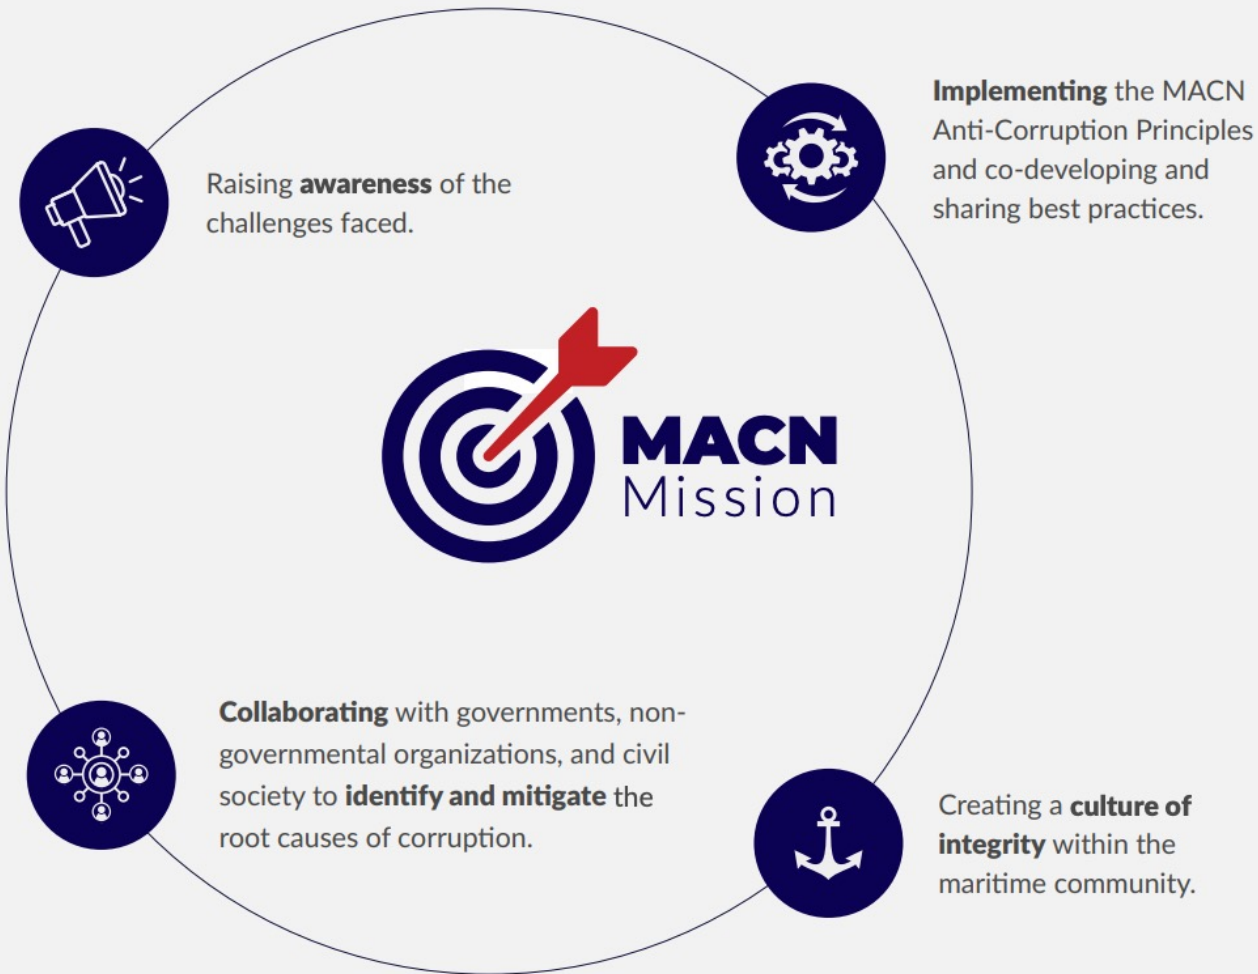 Raising awareness of the
challenges faced.
Implementing the MACN
Anti-Corruption Principles
and co-developing and
sharing best practices.
MACN
Mission
Collaborating with governments, non-
governmental organizations, and civil
society to identify and mitigate the
root causes of corruption.
Creating a culture of
integrity within the
maritime community.